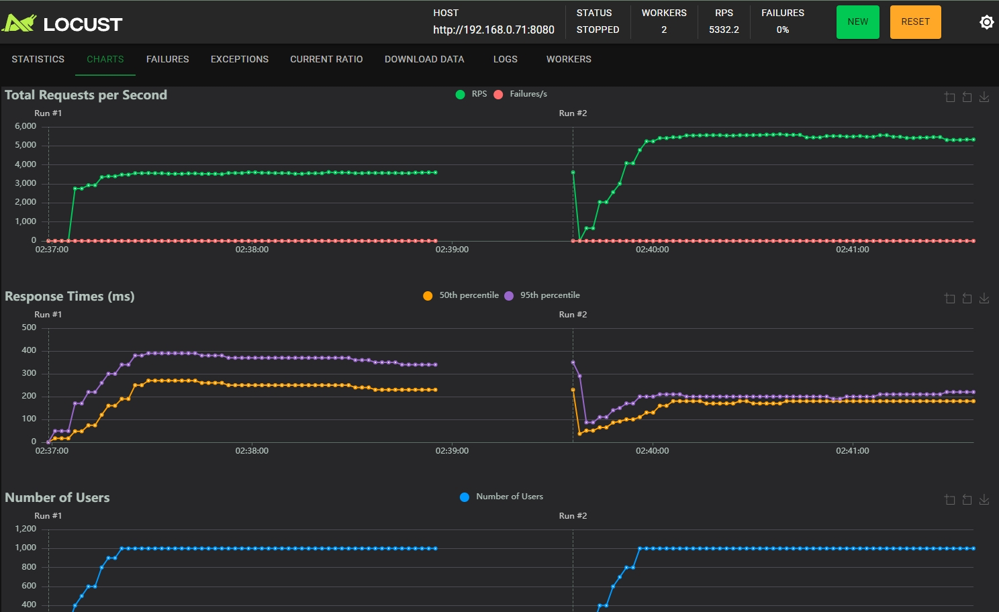 LOCUST
HOST
http://192.168.0.71:8080
STATUS
STOPPED
WORKERS
2
RPS
5332.2
FAILURES
0%
NEW
RESET
STATISTICS
CHARTS
FAILURES
EXCEPTIONS
CURRENT RATIO
DOWNLOAD DATA
LOGS
WORKERS
Total Requests per Second
RPS
Failures/s
Run #1
Run #2
6,000
5,000
4,000
3,000
2,000
1,000
0
02:37:00
02:38:00
02:39:00
02:40:00
02:41:00
Response Times (ms)
50th percentile
95th percentile
Run #1
Run #2
500
400
300
200
100
0
02:37:00
02:38:00
02:39:00
02:40:00
02:41:00
Number of Users
Number of Users
Run #1
Run #2
1,200
1,000
800
600
400